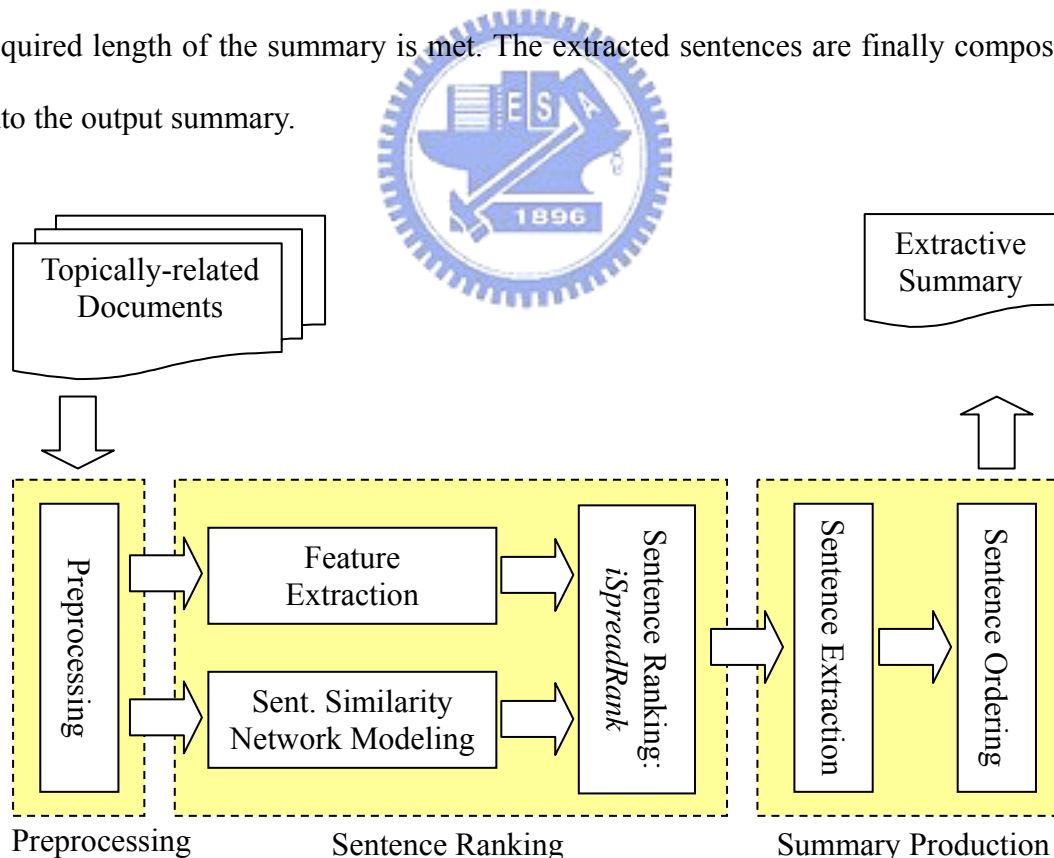 quired length of the summary is met. The extracted sentences are finally compos
to the output summary.
E S A
1896
Topically-related
Documents
Extractive
Summary
Preprocessing
Feature
Extraction
Sent. Similarity
Network Modeling
Sentence Ranking:
iSpreadRank
Sentence Extraction
Sentence Ordering
Preprocessing
Sentence Ranking
Summary Production